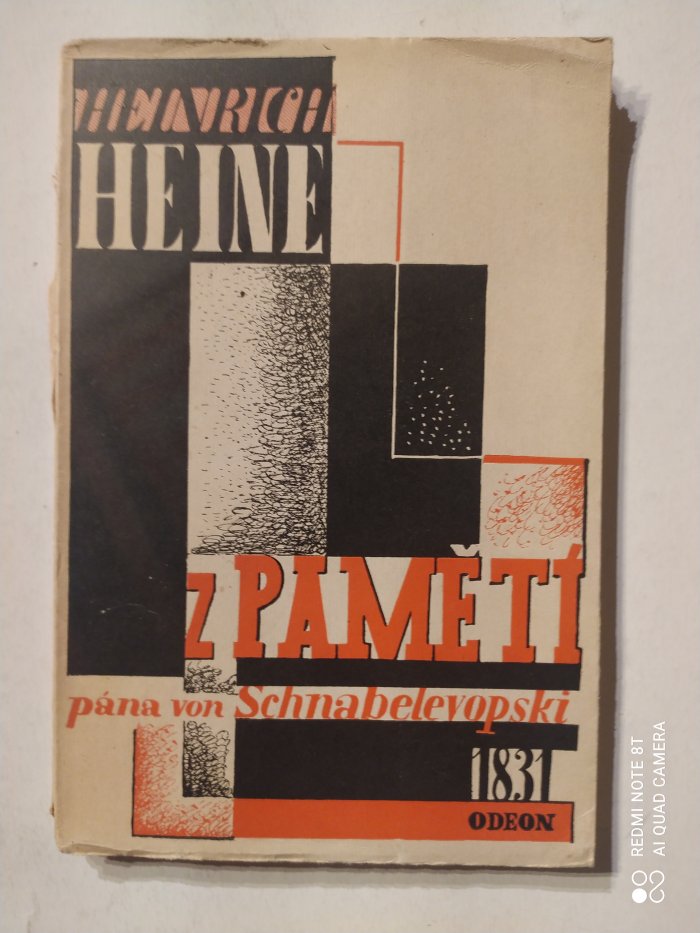 HEINRICH
HEINE
z PAMĚTÍ
pána von Schnabelevopski
1831
ODEON
REDMI NOTE 8T
AI QUAD CAMERA